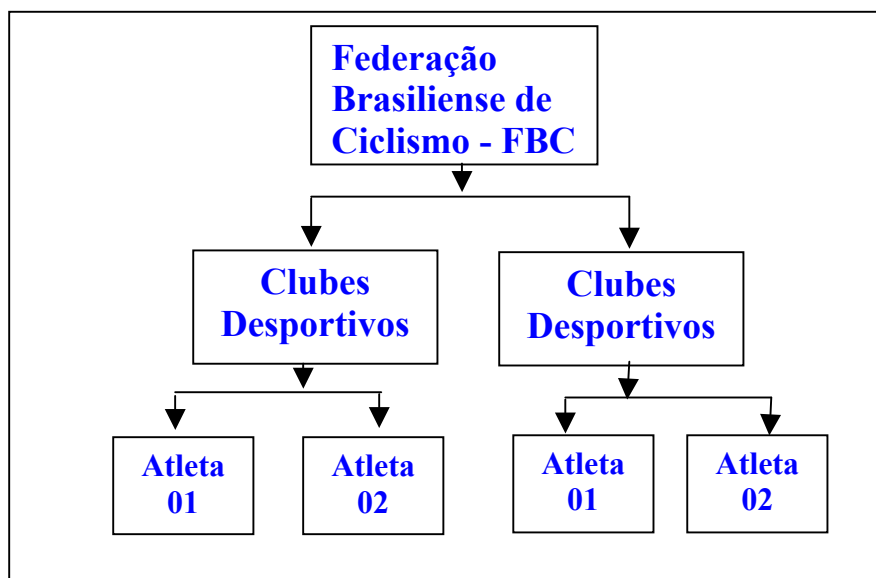 Federação
Brasiliense de
Ciclismo - FBC
Clubes
Desportivos
Clubes
Desportivos
Atleta
01
Atleta
02
Atleta
01
Atleta
02